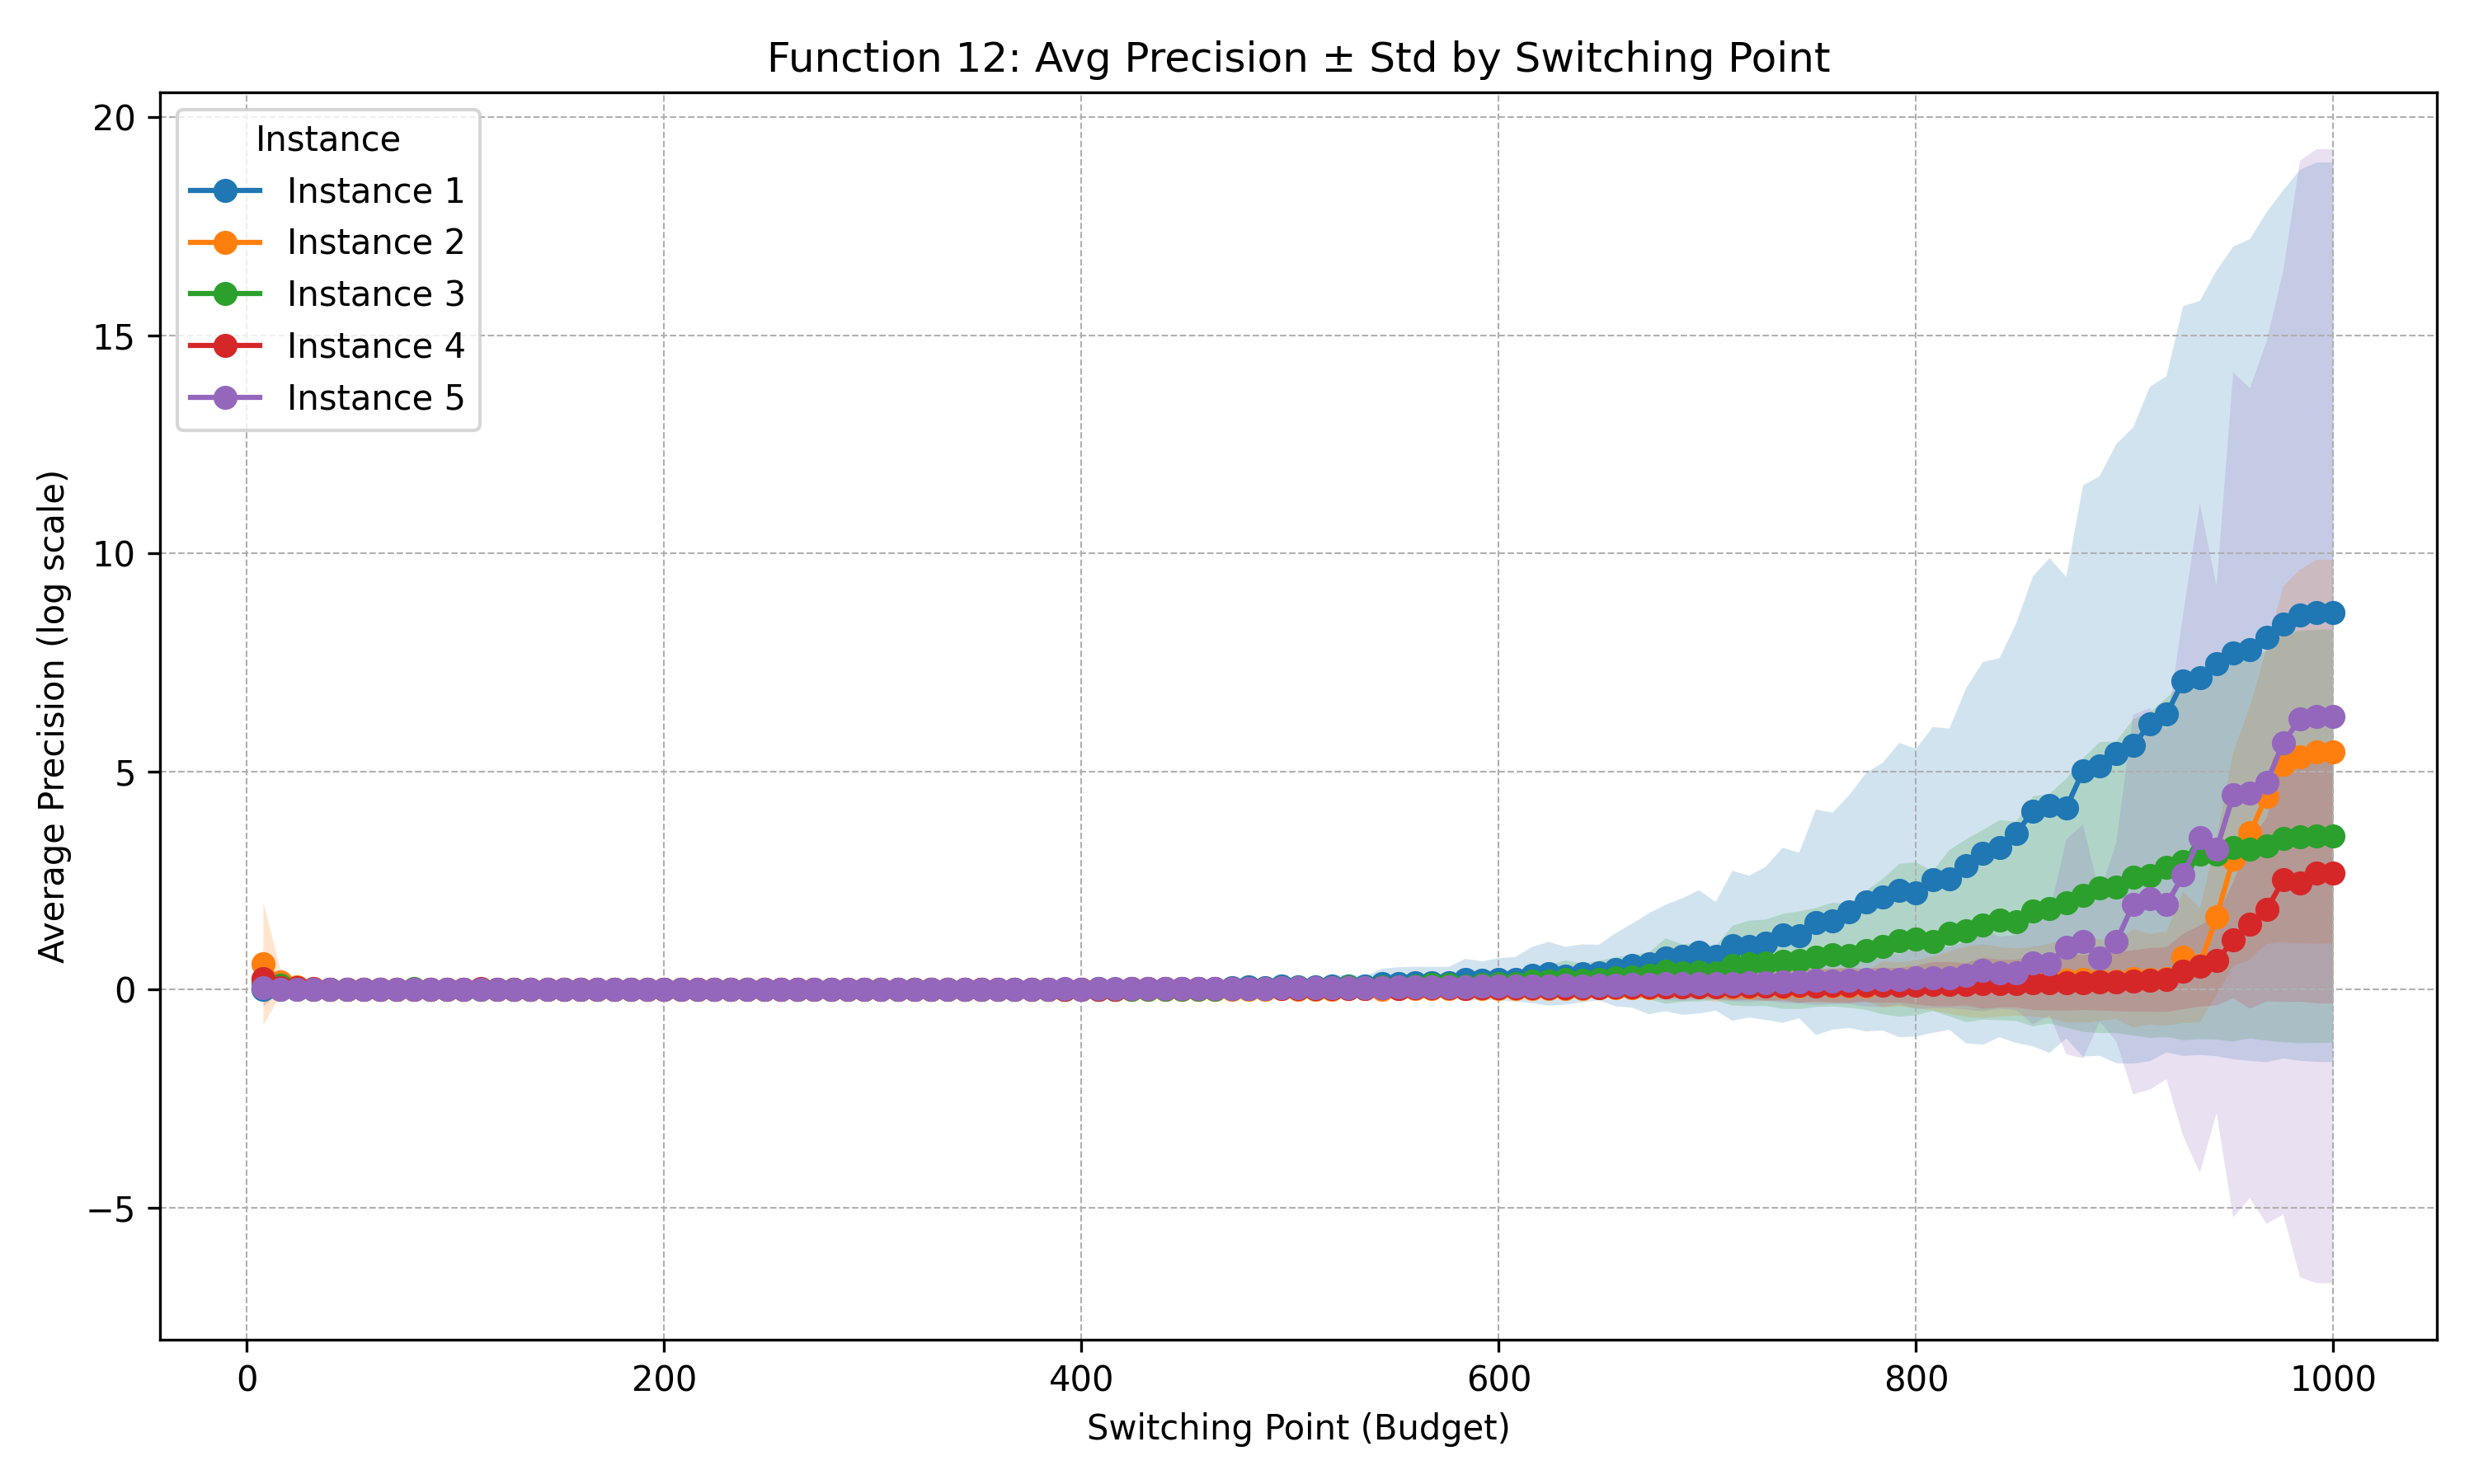 Function 12: Avg Precision ± Std by Switching Point
20
15
10
5
0
−5
Average Precision (log scale)
Instance
Instance 1
Instance 2
Instance 3
Instance 4
Instance 5
0 200 400 600 800 1000
Switching Point (Budget)